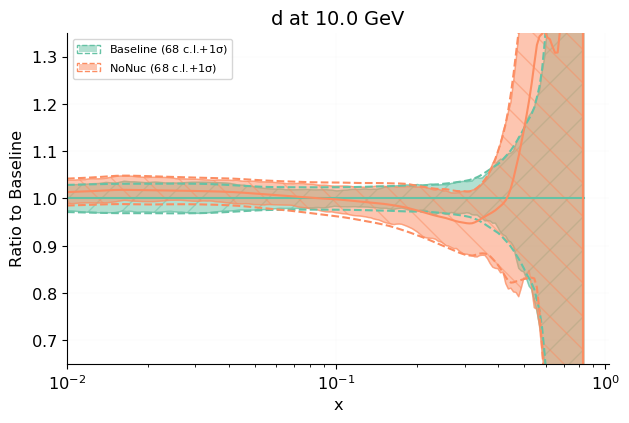 d at 10.0 GeV
Baseline (68 c.l.+1σ)
NoNuc (68 c.l.+1σ)
Ratio to Baseline
1.3
1.2
1.1
1.0
0.9
0.8
0.7
10⁻²
10⁻¹
10⁰
x